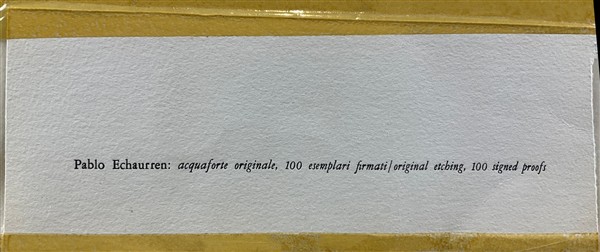 Pablo Echaurren: acquaforte originale, 100 esemplari firmati/original etching, 100 signed proofs